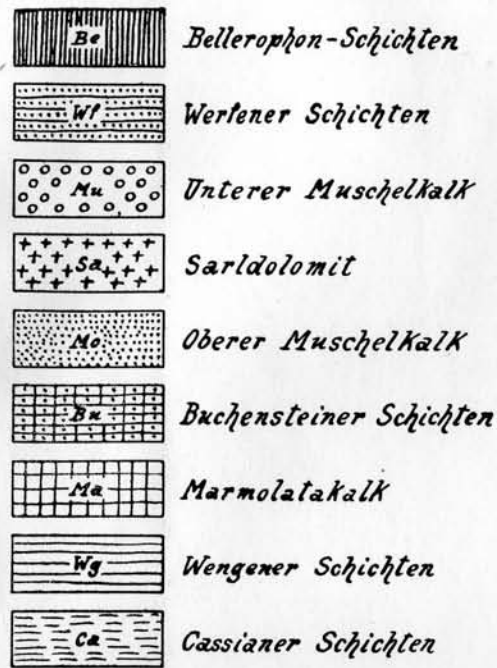 Be Bellerophon-Schichten
Wf Werfener Schichten
Mu Unterer Muschelkalk
Sa Sarldolomit
Mo Oberer Muschelkalk
Bu Buchensteiner Schichten
Ma Marmolatakalk
Wg Wengener Schichten
Ca Cassianer Schichten